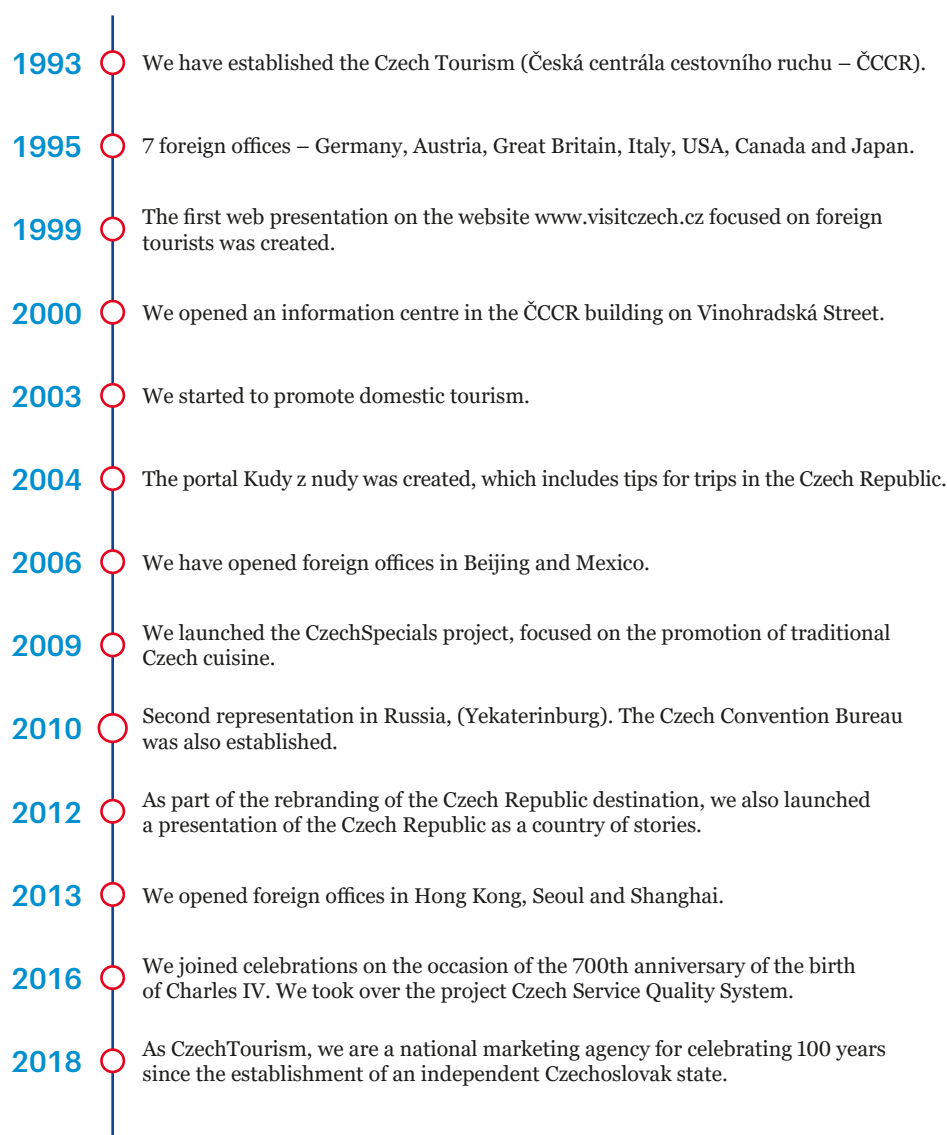 1993 We have established the Czech Tourism (Česká centrála cestovního ruchu – ČCCR).
1995 7 foreign offices – Germany, Austria, Great Britain, Italy, USA, Canada and Japan.
1999 The first web presentation on the website www.visitczech.cz focused on foreign
tourists was created.
2000 We opened an information centre in the ČCCR building on Vinohradská Street.
2003 We started to promote domestic tourism.
2004 The portal Kudy z nudy was created, which includes tips for trips in the Czech Republic.
2006 We have opened foreign offices in Beijing and Mexico.
2009 We launched the CzechSpecials project, focused on the promotion of traditional
Czech cuisine.
2010 Second representation in Russia, (Yekaterinburg). The Czech Convention Bureau
was also established.
2012 As part of the rebranding of the Czech Republic destination, we also launched
a presentation of the Czech Republic as a country of stories.
2013 We opened foreign offices in Hong Kong, Seoul and Shanghai.
2016 We joined celebrations on the occasion of the 700th anniversary of the birth
of Charles IV. We took over the project Czech Service Quality System.
2018 As CzechTourism, we are a national marketing agency for celebrating 100 years
since the establishment of an independent Czechoslovak state.